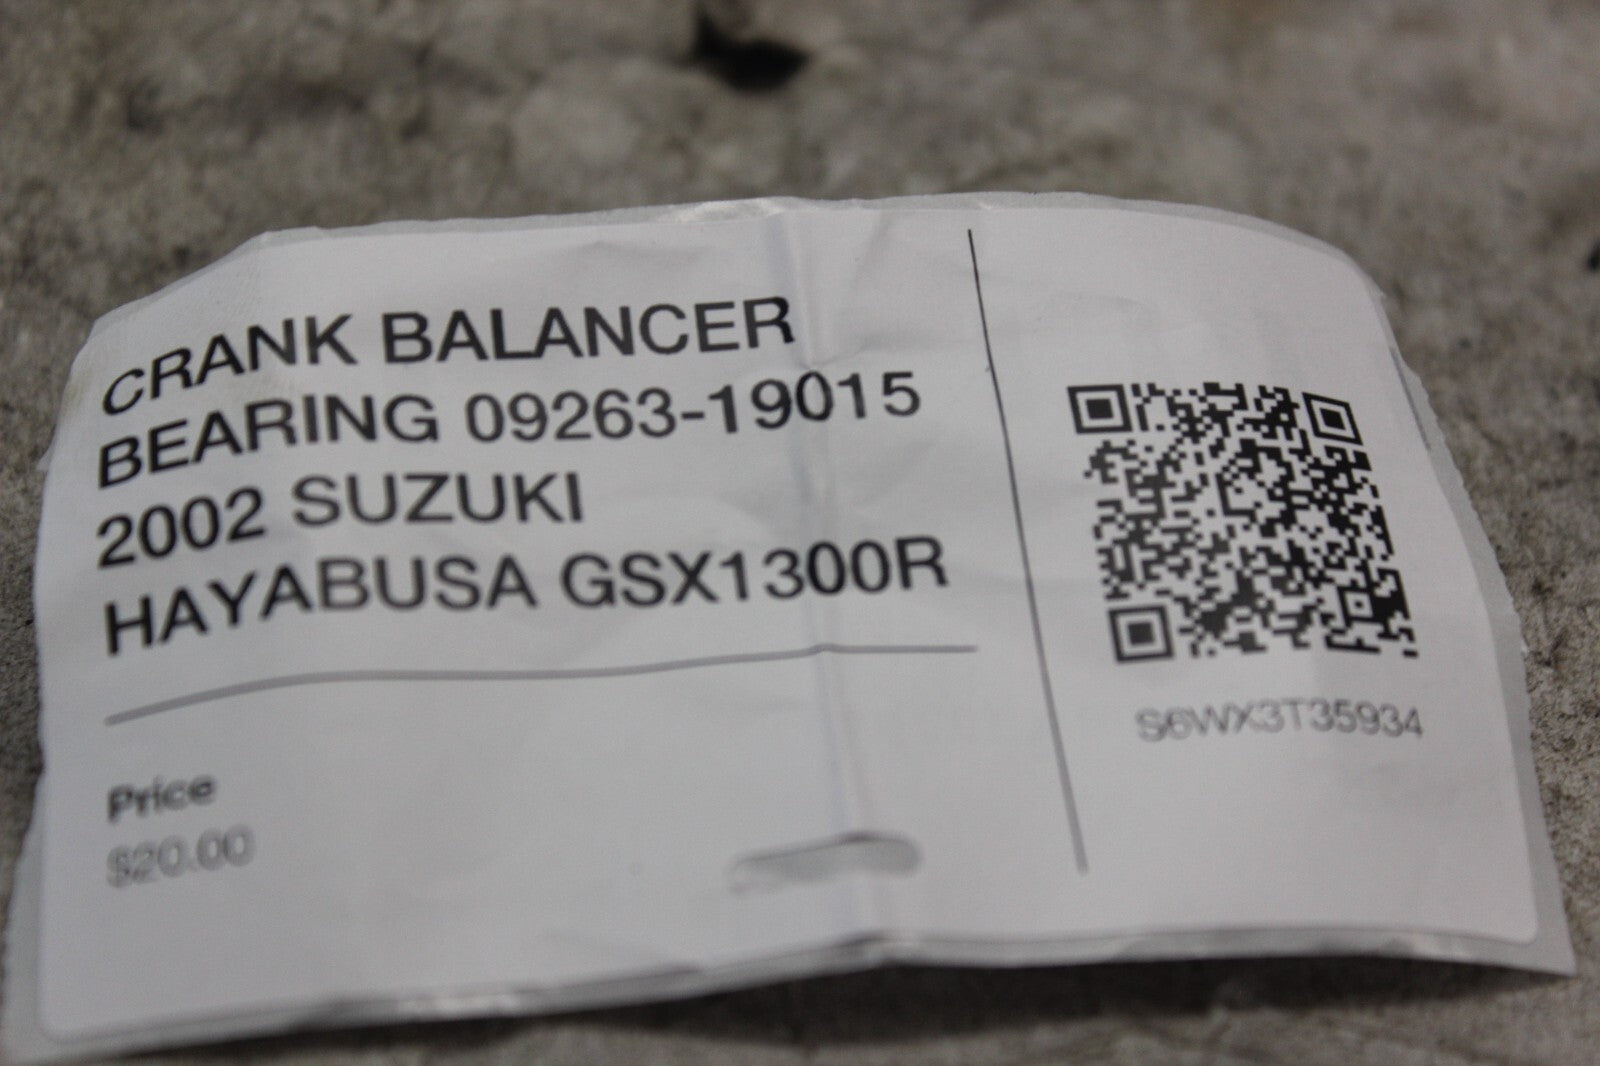 CRANK BALANCER
BEARING 09263-19015
2002 SUZUKI
HAYABUSA GSX1300R
Price
$20.00
S6WX3T35934